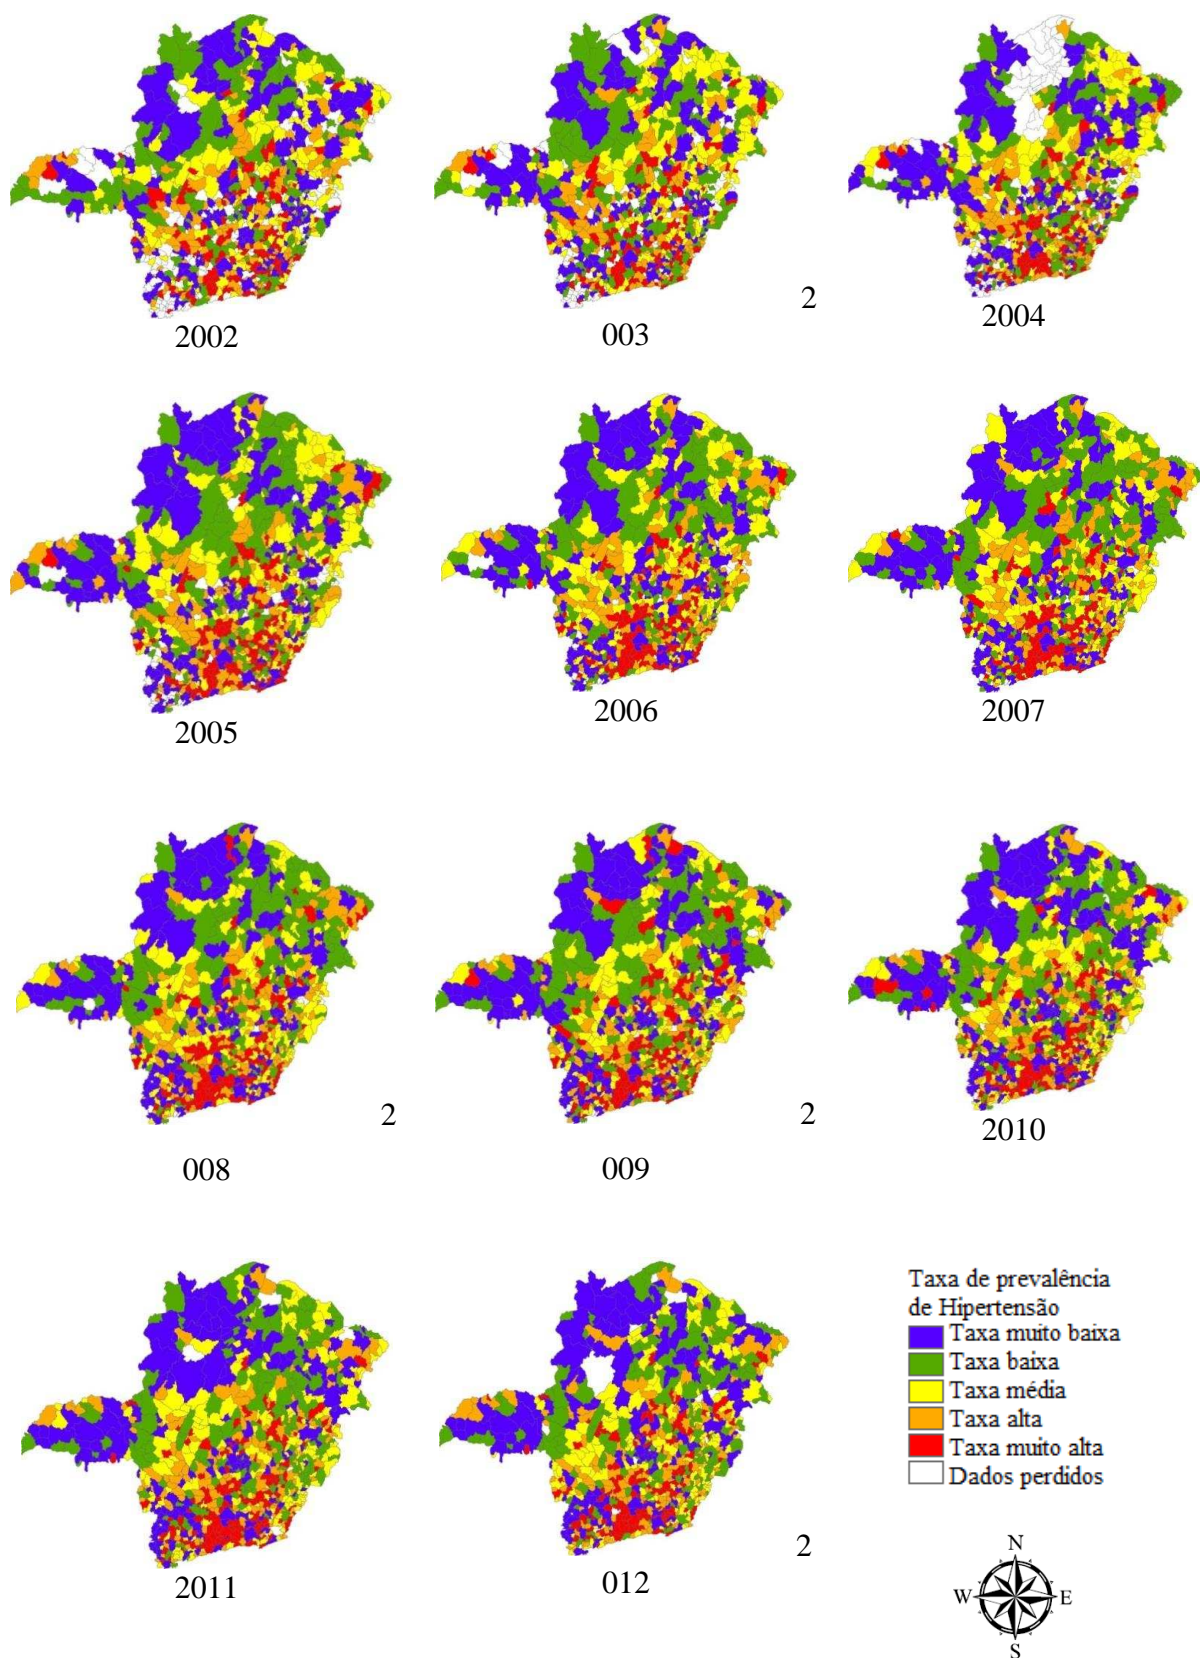 2
2002
003
2004
2005
2006
2007
2
2
2010
008
009
Taxa de prevalência
de Hipertensão
Taxa muito baixa
Taxa baixa
Taxa média
Taxa alta
Taxa muito alta
Dados perdidos
2
2011
012
N
W
E
S